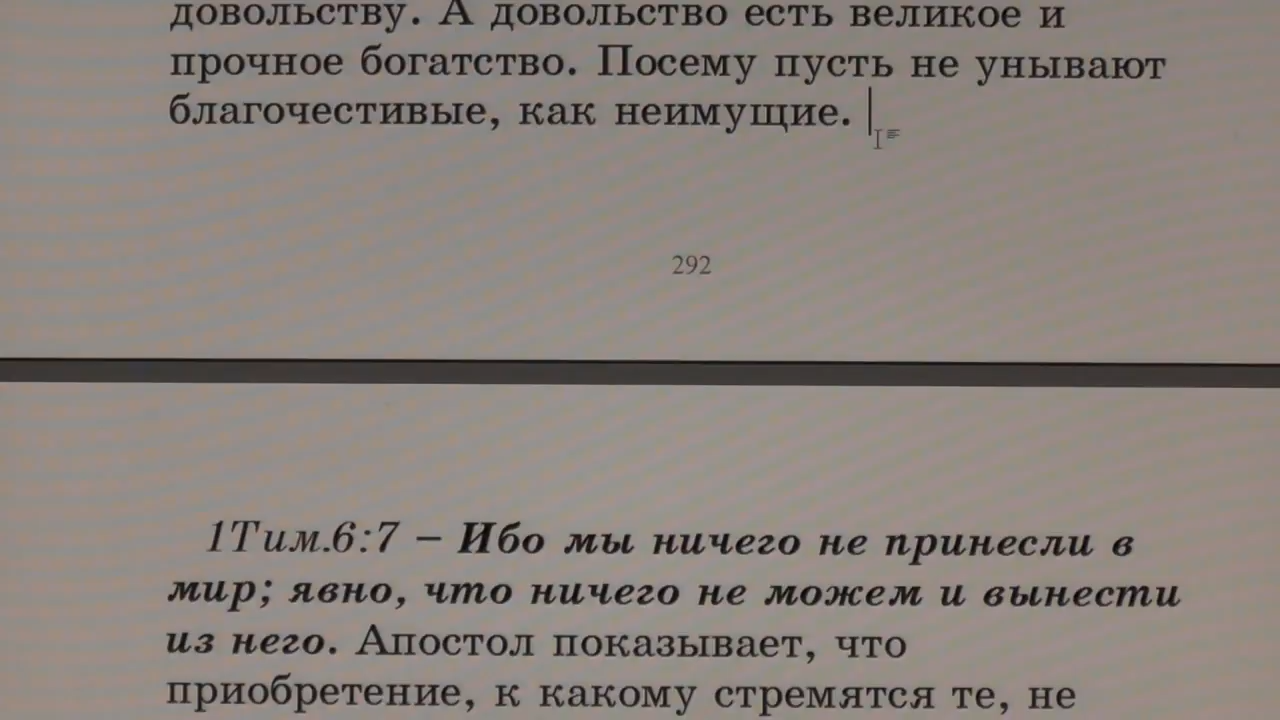 довольству. А довольство есть великое и
прочное богатство. Посему пусть не унывают
благочестивые, как неимущие.
292
1Тим.6:7 – Ибо мы ничего не принесли в
мир; явно, что ничего не можем и вынести
из него. Апостол показывает, что
приобретение, к какому стремятся те, не